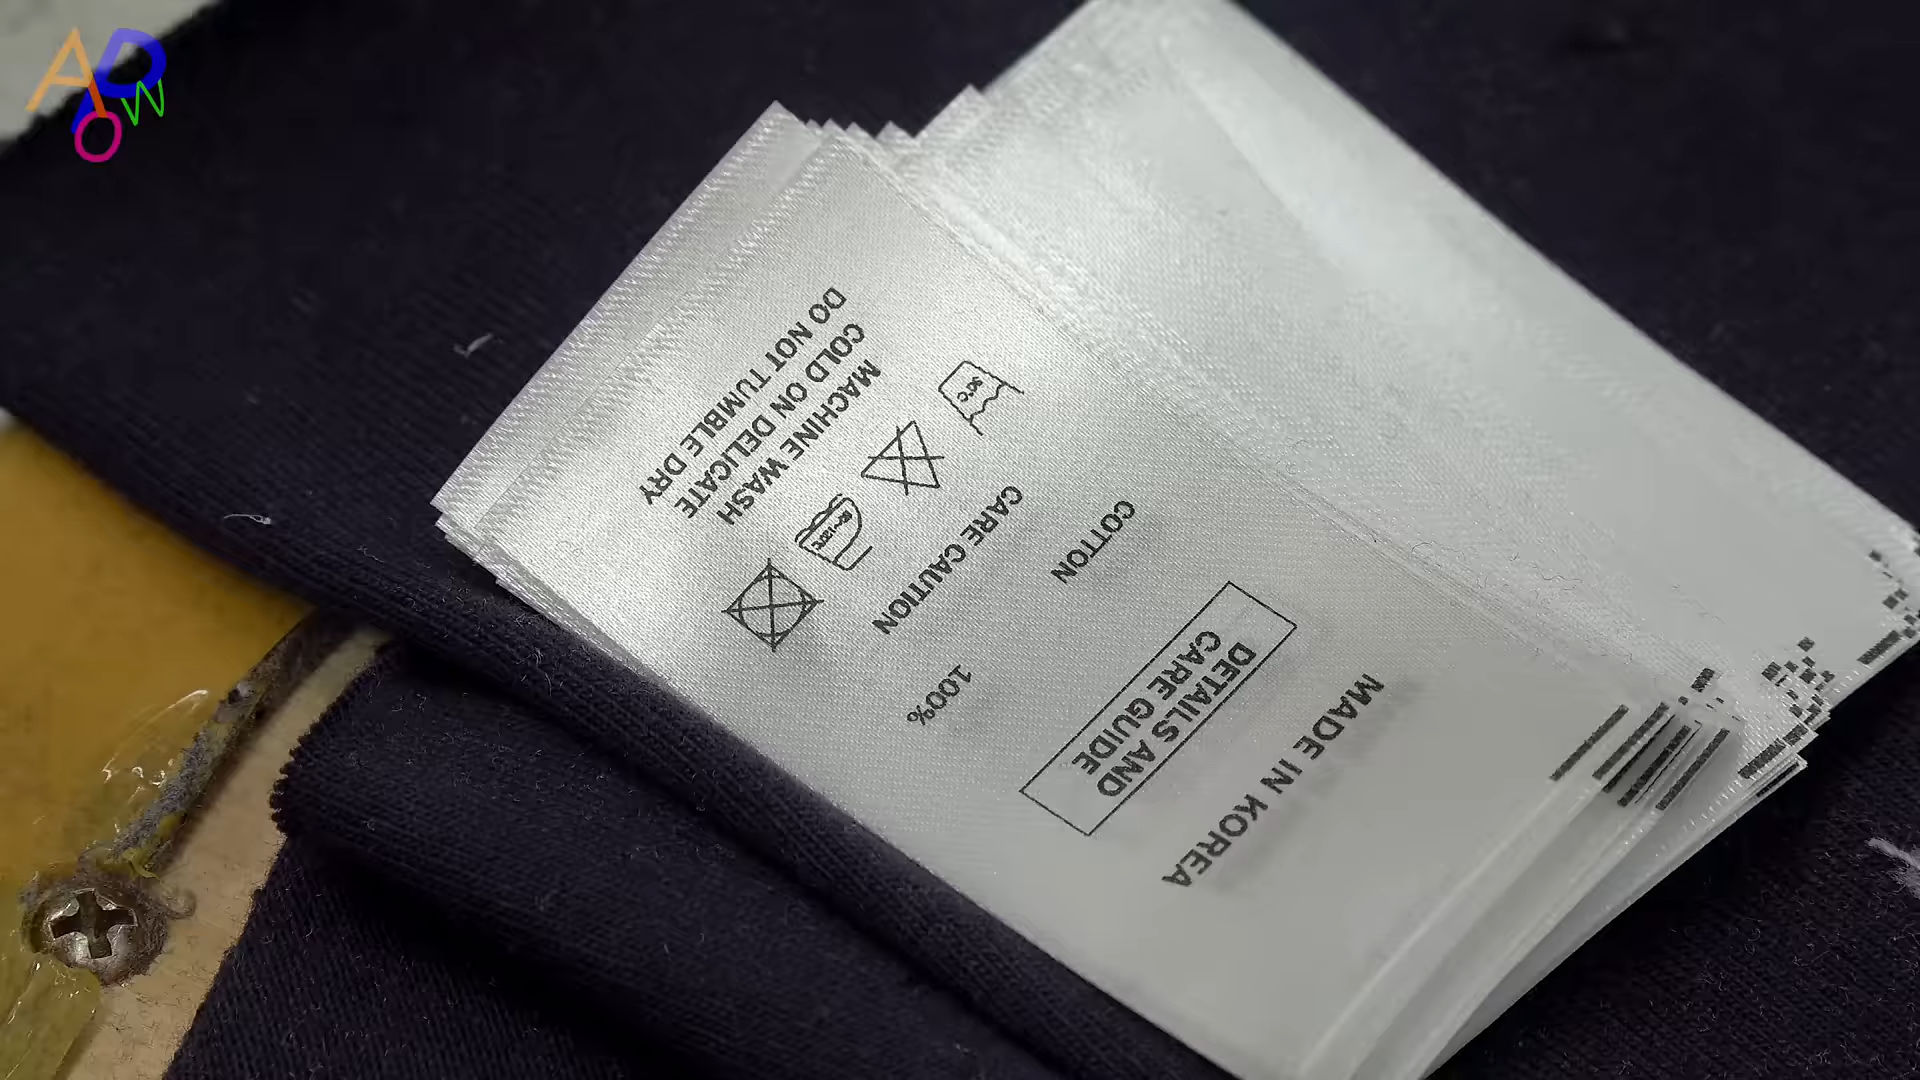 MADE IN KOREA
DETAILS AND
CARE GUIDE
COTTON 100%
CARE CAUTION
30°C
MACHINE WASH
COLD ON DELICATE
DO NOT TUMBLE DRY